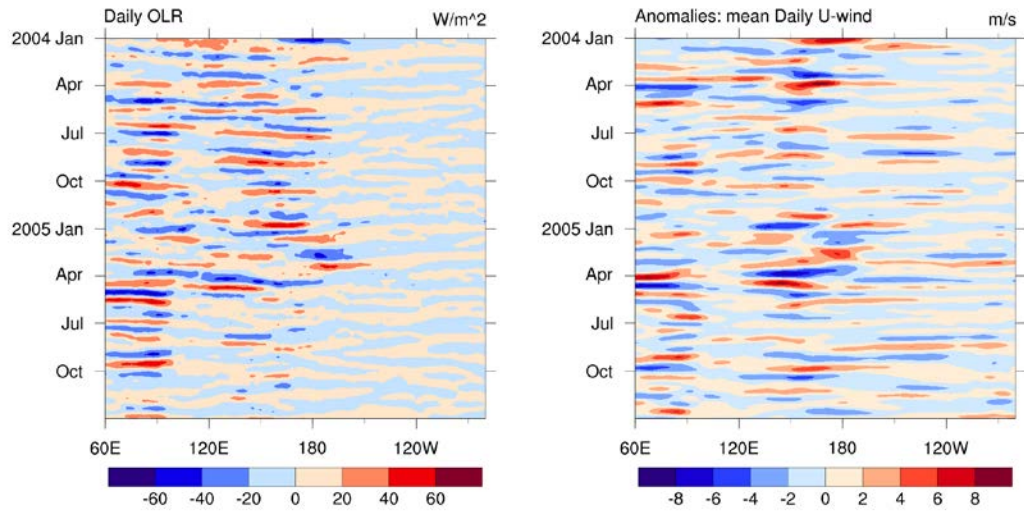 Daily OLR W/m^2
2004 Jan
Apr
Jul
Oct
2005 Jan
Apr
Jul
Oct
60E 120E 180 120W
-60 -40 -20 0 20 40 60
Anomalies: mean Daily U-wind m/s
2004 Jan
Apr
Jul
Oct
2005 Jan
Apr
Jul
Oct
60E 120E 180 120W
-8 -6 -4 -2 0 2 4 6 8